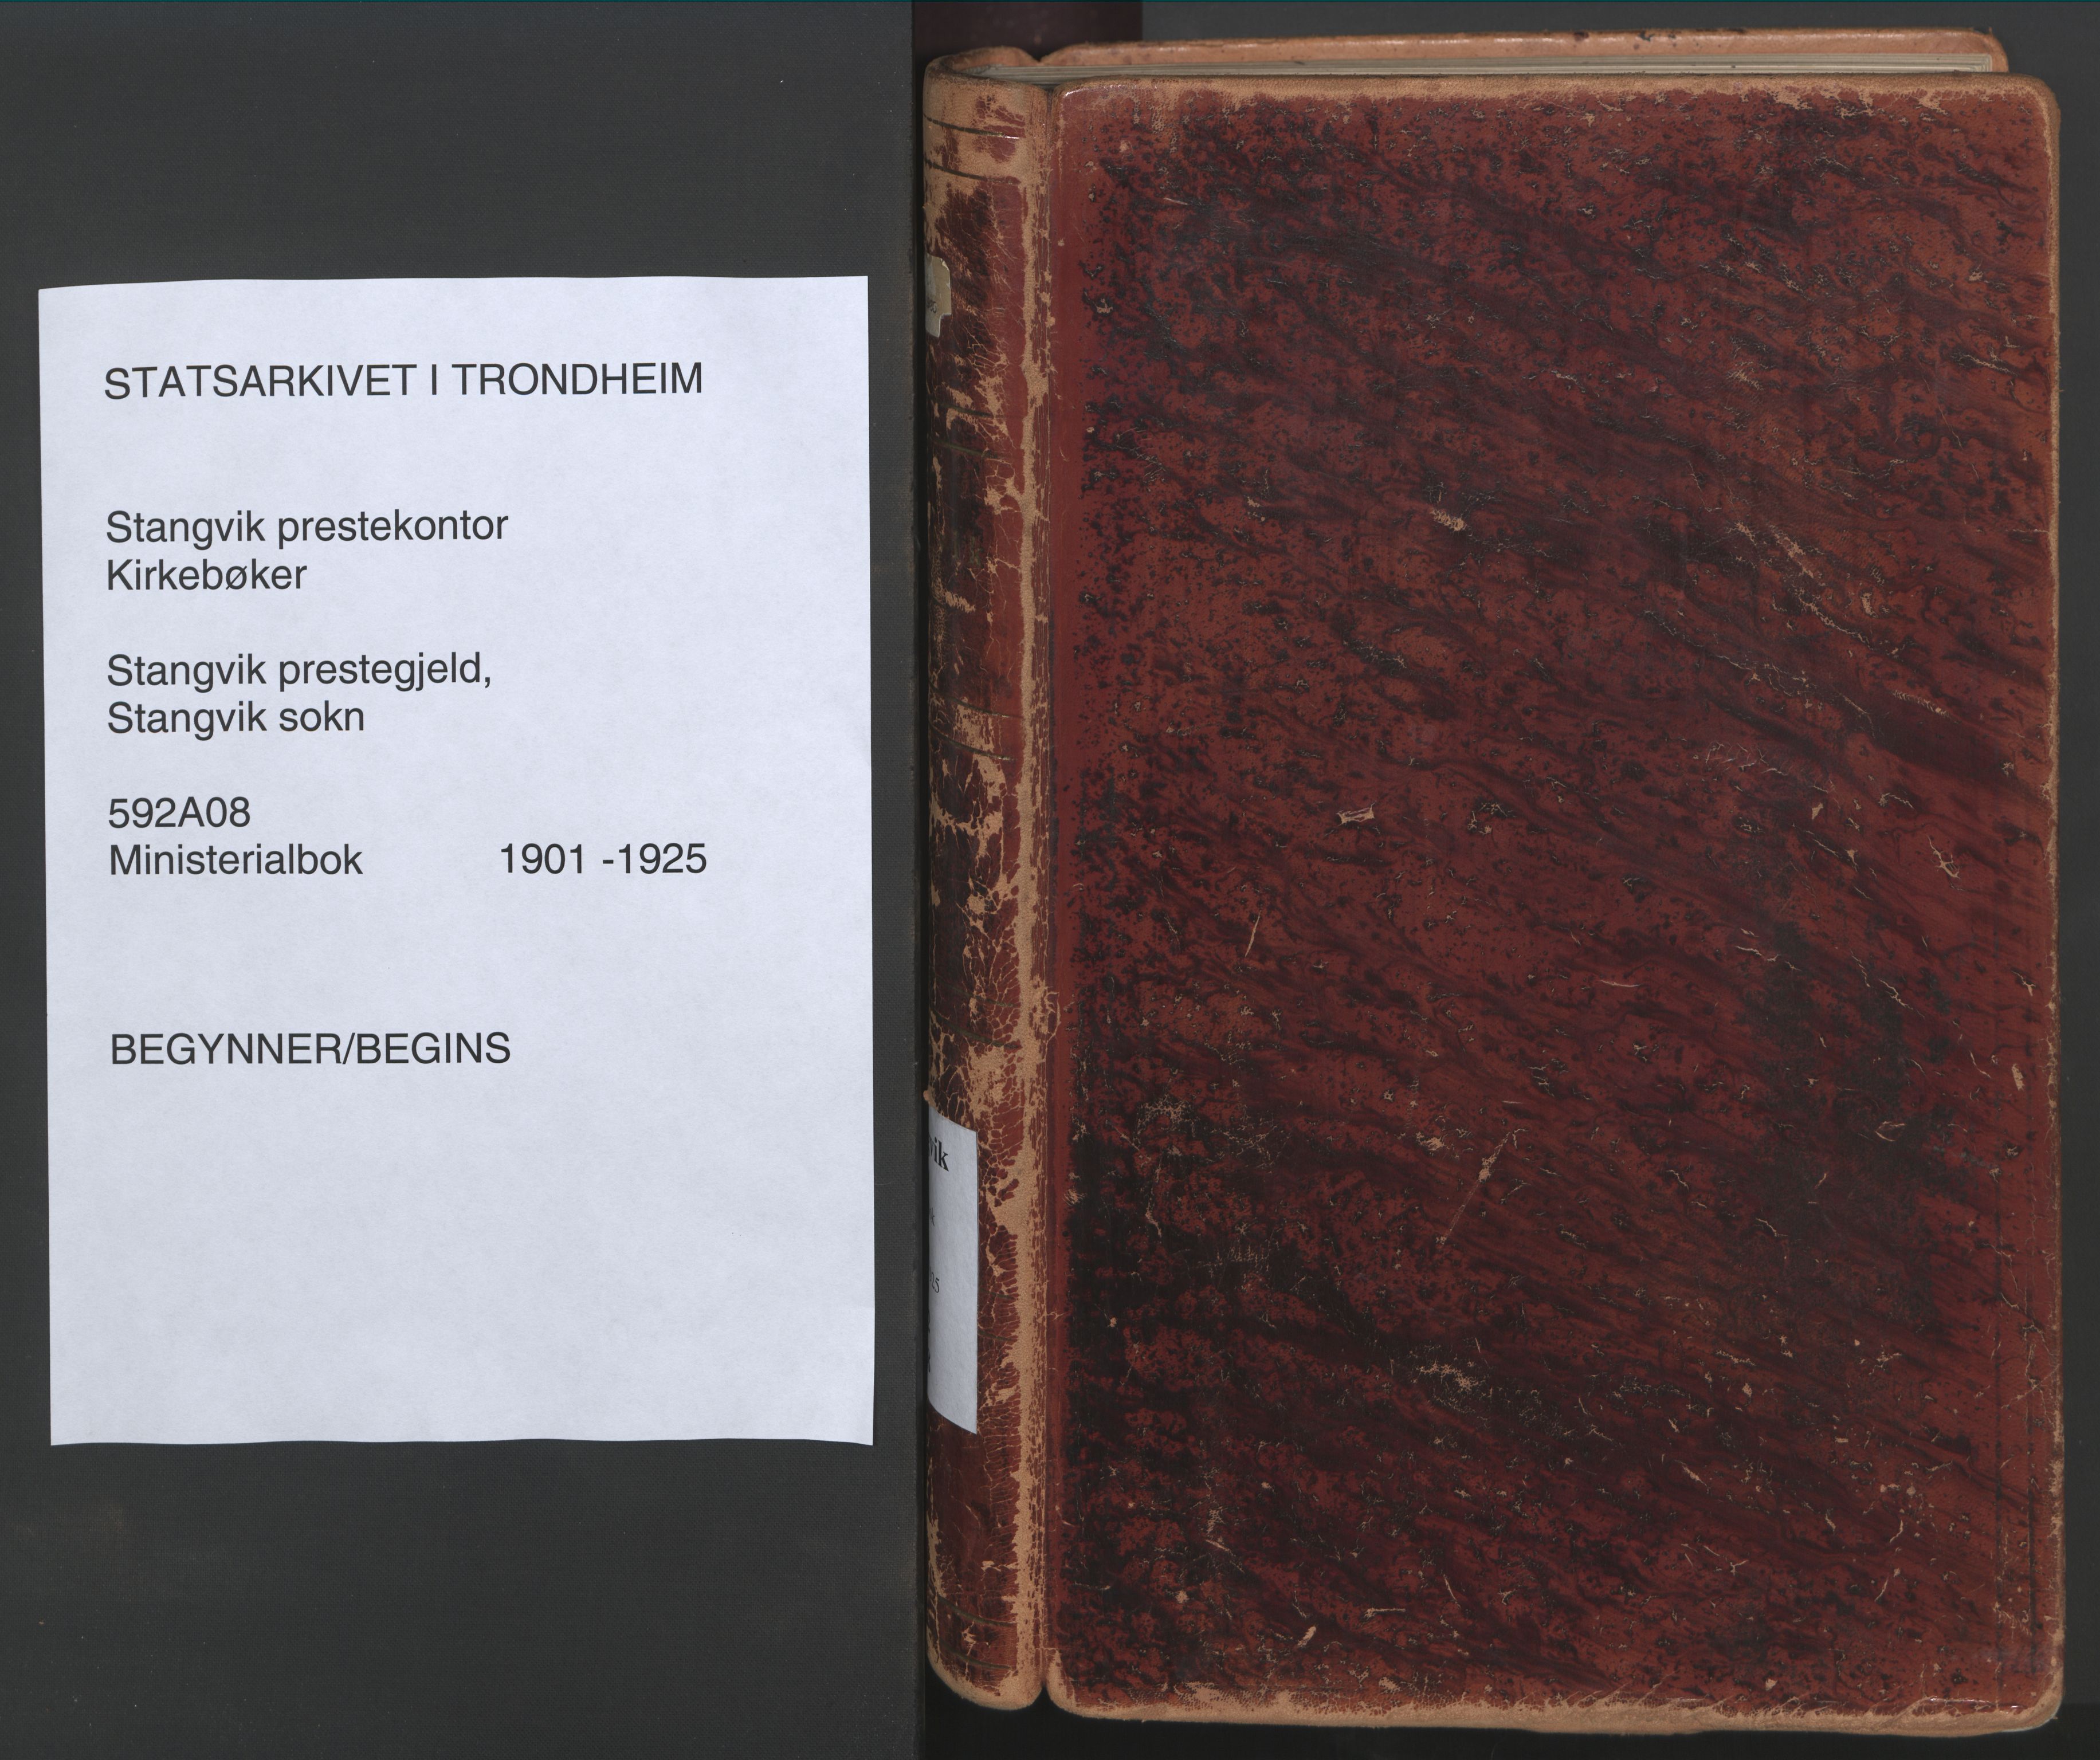 STATSARKIVET I TRONDHEIM
Stangvik prestekontor
Kirkebøker
Stangvik prestegjeld,
Stangvik sokn
592A08
Ministerialbok 1901 -1925
BEGYNNER/BEGINS